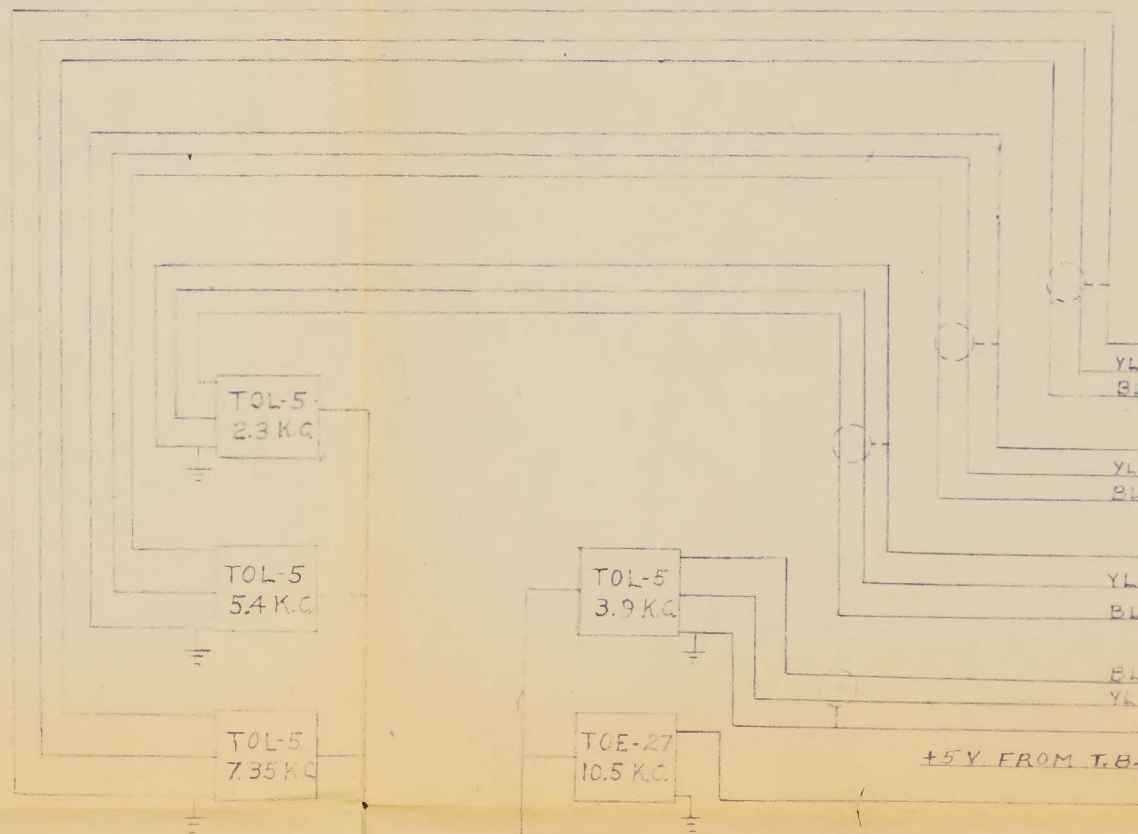 YL
BL
TOL-5
2.3 K.C.
YL
BL
TOL-5
5.4 K.C.
TOL-5
3.9 K.C.
YL
BL
BL
YL
TOL-5
7.35 K.C
TOE-27
10.5 K.C.
+5V FROM T.B-